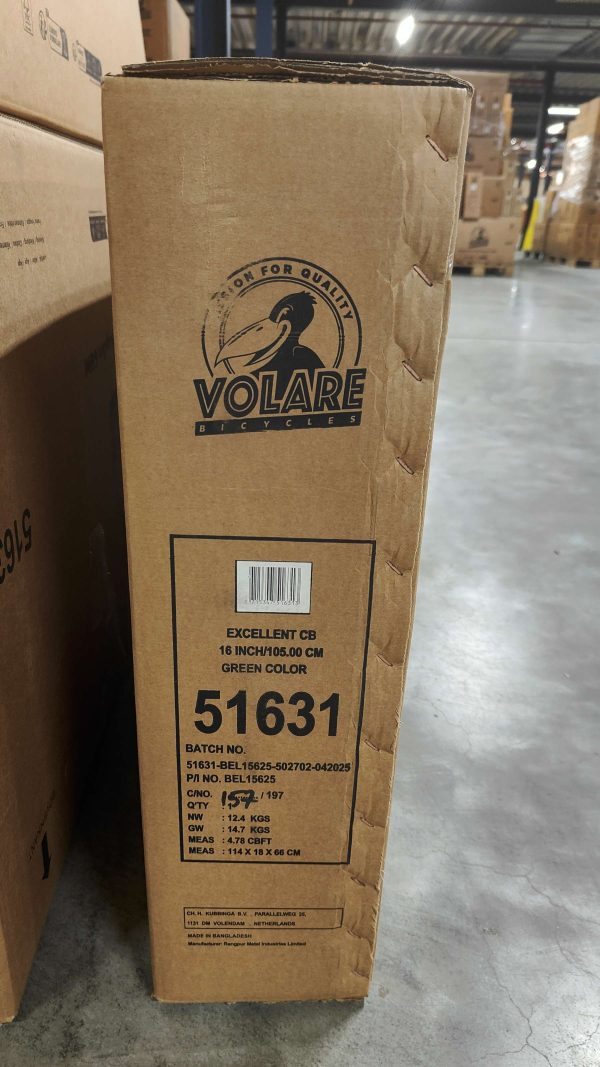 ION FOR QUALITY
VOLARE
BICYCLES
EXCELLENT CB
16 INCH/105.00 CM
GREEN COLOR
51631
BATCH NO.
51631-BEL15625-502702-042025
P/I NO. BEL15625
C/NO. 157 / 197
Q'TY :
NW : 12.4 KGS
GW : 14.7 KGS
MEAS : 4.78 CBFT
MEAS : 114 X 18 X 66 CM
CH. H. KUBBINGA B.V. , PARALLELWEG 25,
1131 DM VOLENDAM , NETHERLANDS
MADE IN BANGLADESH
Manufacturer: Rangpur Metal Industries Limited
5163
1